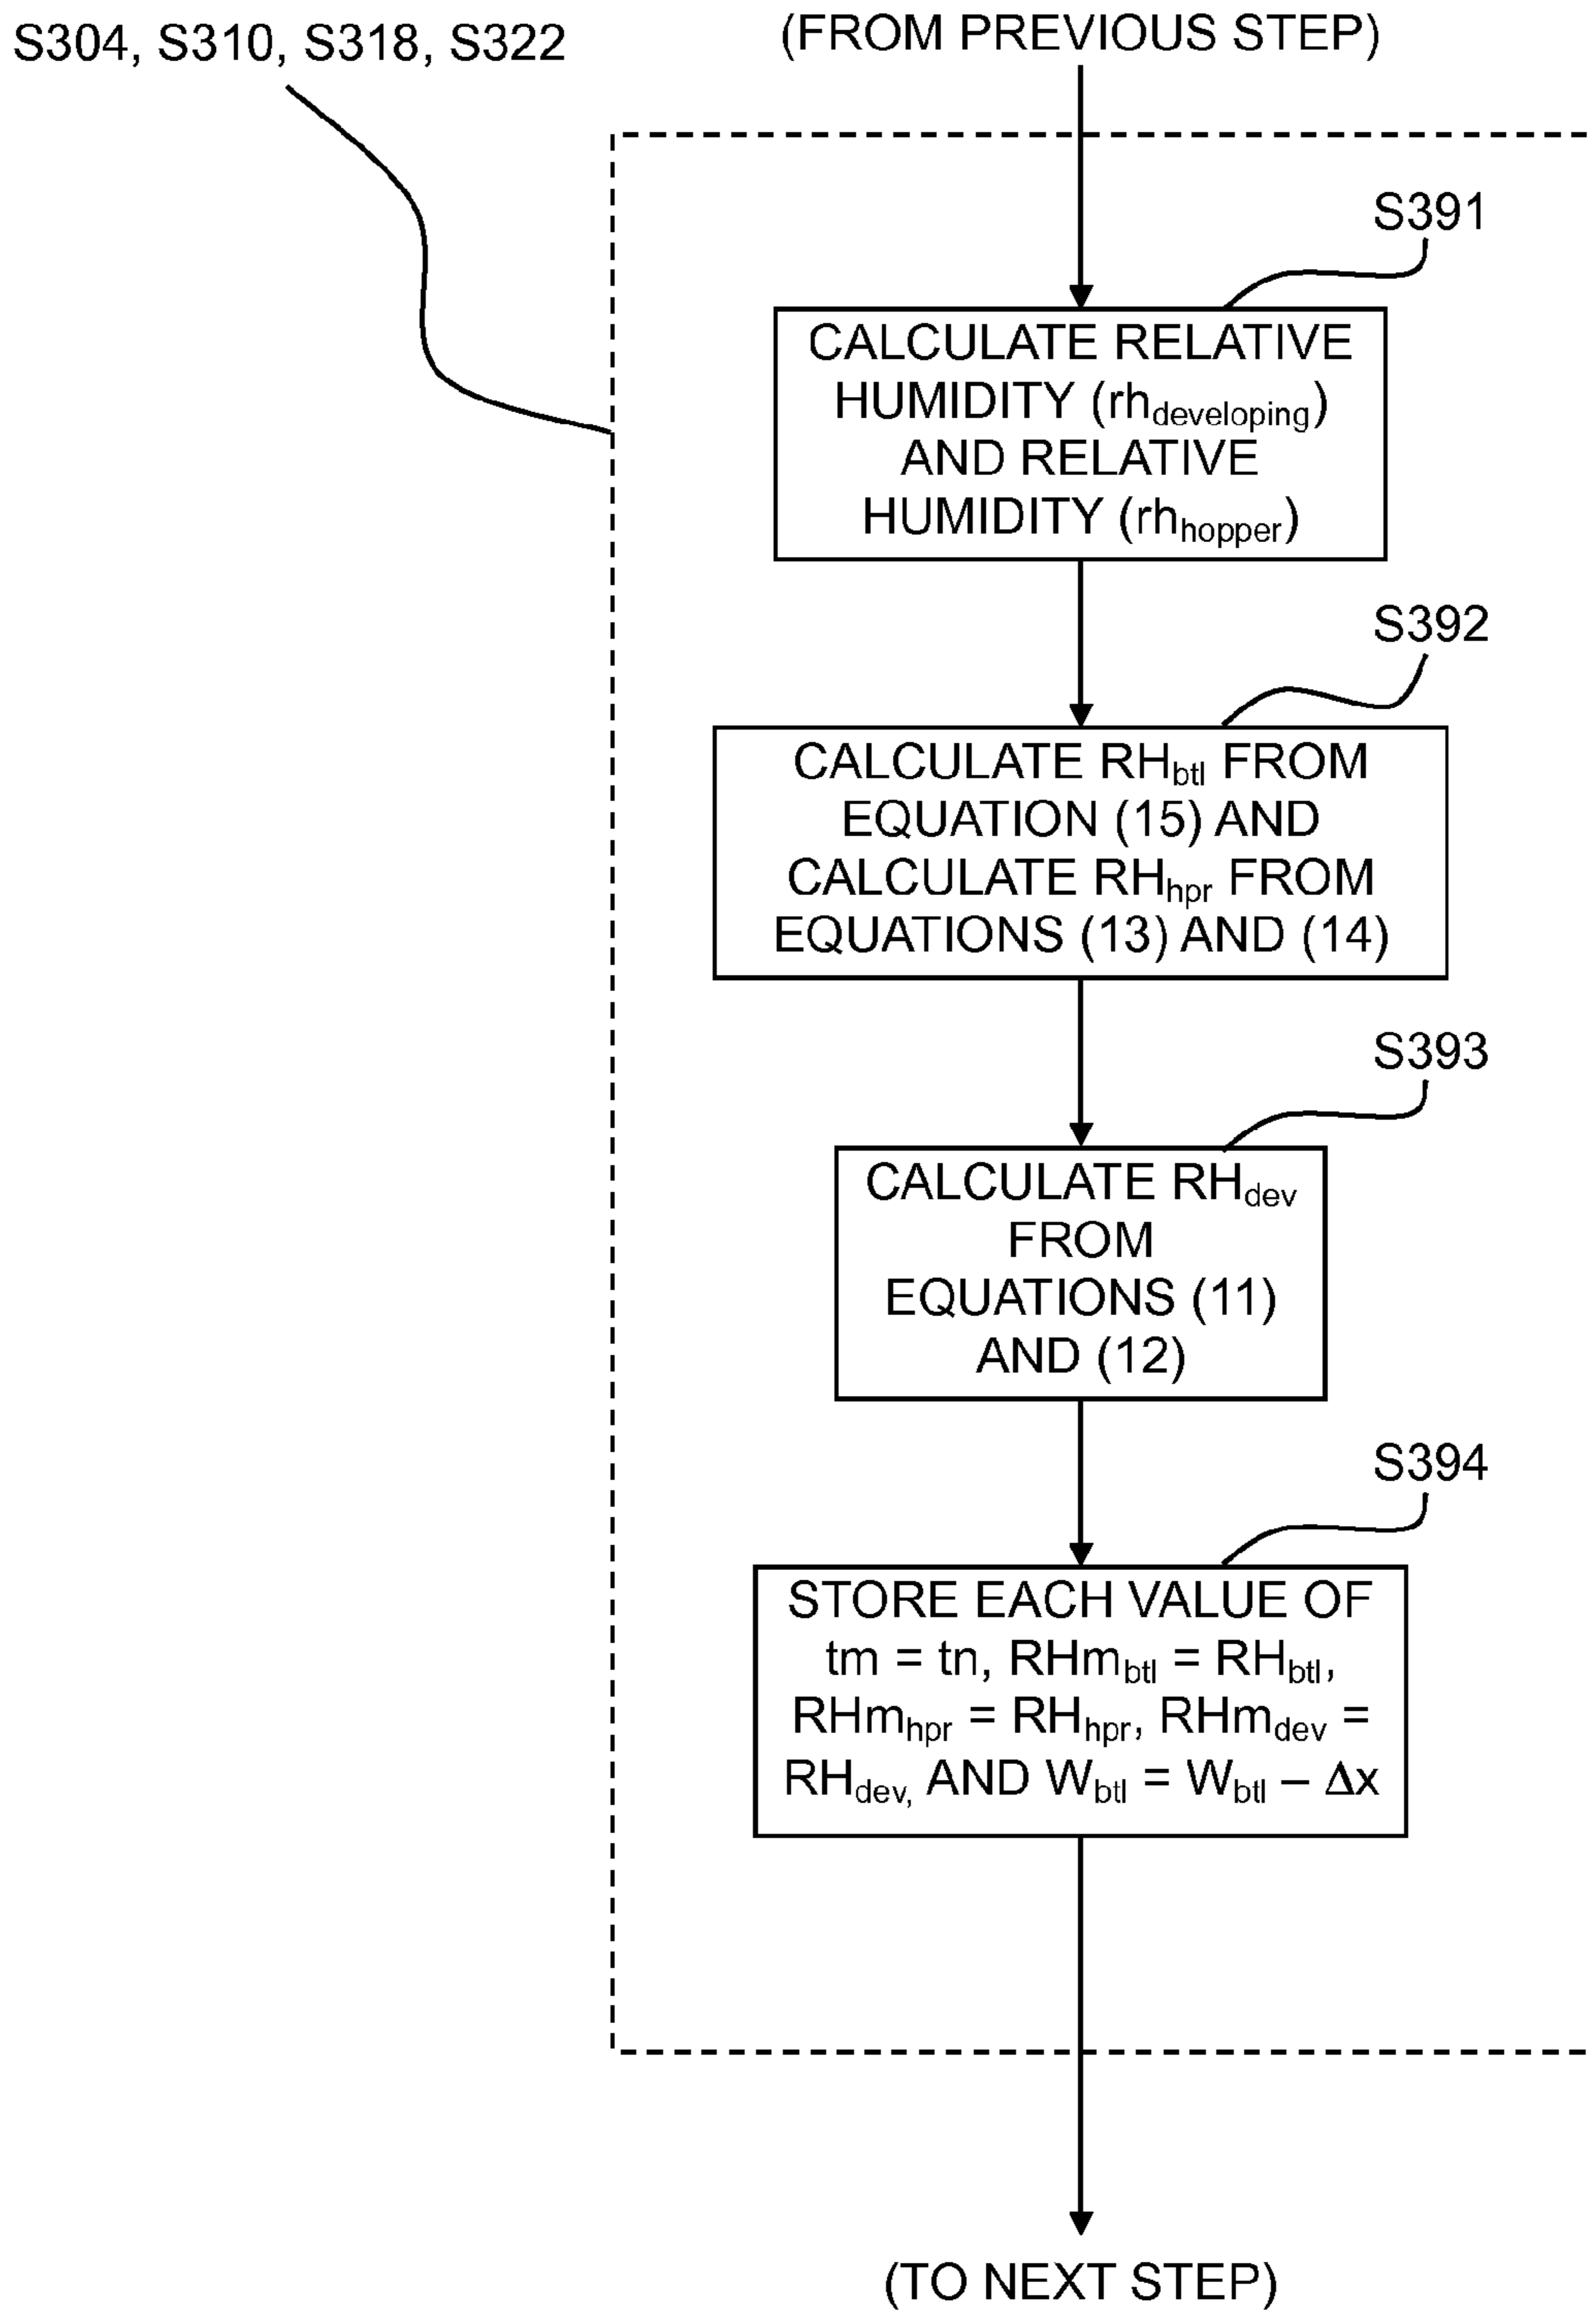 S304, S310, S318, S322
(FROM PREVIOUS STEP)
S391
CALCULATE RELATIVE
HUMIDITY (rhdeveloping)
AND RELATIVE
HUMIDITY (rhhopper)
S392
CALCULATE RHbtl FROM
EQUATION (15) AND
CALCULATE RHhpr FROM
EQUATIONS (13) AND (14)
S393
CALCULATE RHdev
FROM
EQUATIONS (11)
AND (12)
S394
STORE EACH VALUE OF
tm = tn, RHmbtl = RHbtl,
RHmhpr = RHhpr, RHmdev =
RHdev, AND Wbtl = Wbtl – Δx
(TO NEXT STEP)